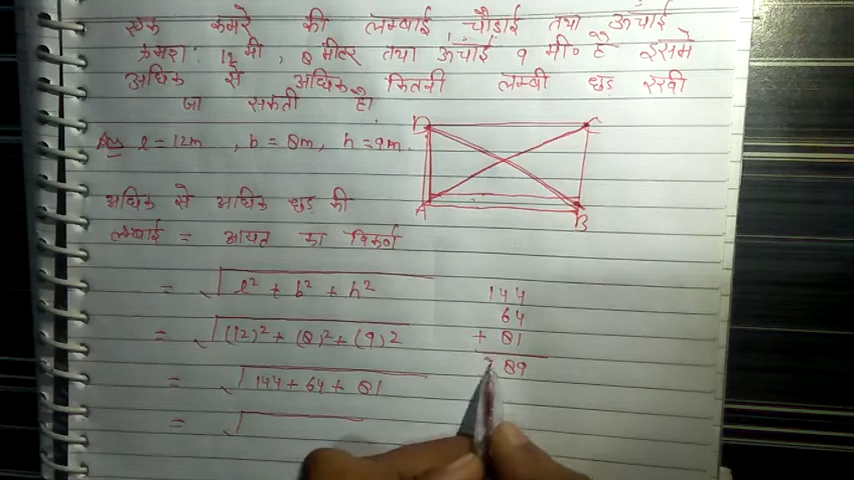 एक कमरे की लम्बाई, चौड़ाई तथा ऊंचाई
क्रमश: 12 मी , 8 मीटर तथा ऊंचाई 9 मी० है इसमे
अधिक से अधिक कितनी लम्बी छड़ रखी
जा सकती है।
Ans l = 12m , b = 8m, h = 9m.
D C
A B
अधिक से अधिक छड़ की
लम्बाई = आयत का विकर्ण
= √l² + b² + h²
= √(12)² + (8)² + (9)2
= √144 + 64 + 81
= √
144
64
+ 81
289